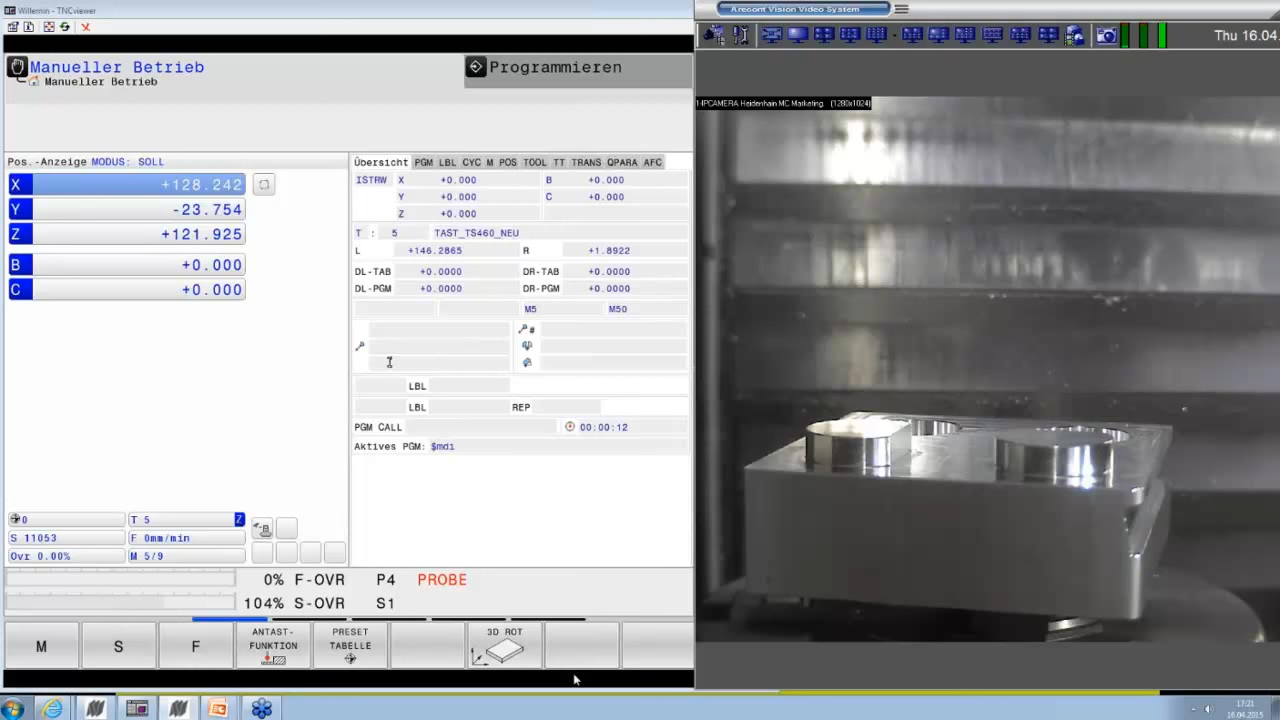 Willemin - TNCviewer
Arecont Vision Video System
Thu 16.04.
Manueller Betrieb
Manueller Betrieb
Programmieren
HPCAMERA Heidenhain MC Marketing (1280x1024)
Pos.-Anzeige MODUS: SOLL
Übersicht PGM LBL CYC M POS TOOL TT TRANS QPARA AFC
X +128.242
Y -23.754
Z +121.925
B +0.000
C +0.000
ISTRW X +0.000 B +0.000
Y +0.000 C +0.000
Z +0.000
T : 5 TAST_TS460_NEU
L +146.2865 R +1.8922
DL-TAB +0.0000 DR-TAB +0.0000
DL-PGM +0.0000 DR-PGM +0.0000
M5 M50
#
LBL
LBL REP
PGM CALL 00:00:12
Aktives PGM: $mdi
0 T 5 Z
S 11053 F 0mm/min
Ovr 0.00% M 5/9
0% F-OVR P4 PROBE
104% S-OVR S1
M S F ANTAST-FUNKTION PRESET TABELLE 3D ROT
17:21
16.04.2015